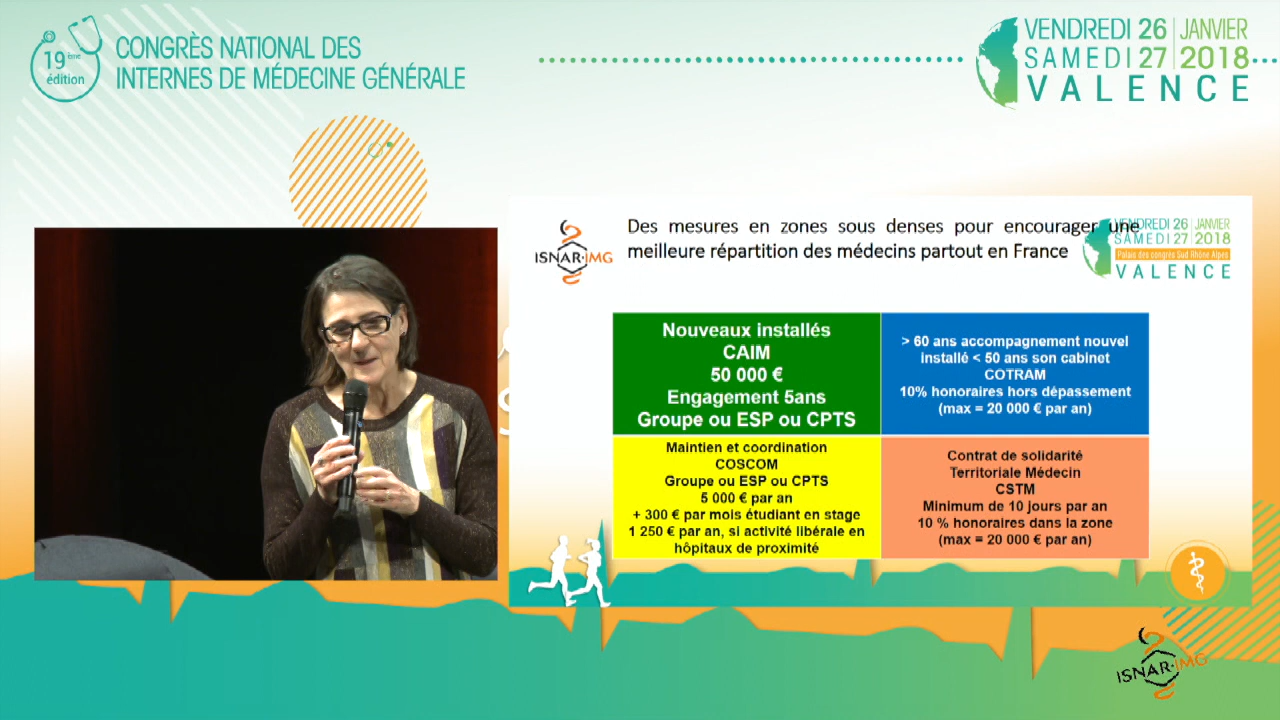 19ème
édition
CONGRÈS NATIONAL DES
INTERNES DE MÉDECINE GÉNÉRALE
VENDREDI 26 JANVIER
SAMEDI 27 2018
VALENCE
ISNAR-IMG
Des mesures en zones sous denses pour encourager une
meilleure répartition des médecins partout en France
VENDREDI 26 JANVIER
SAMEDI 27 2018
Palais des congrès Sud Rhône Alpes
VALENCE
Nouveaux installés
CAIM
50 000 €
Engagement 5ans
Groupe ou ESP ou CPTS
> 60 ans accompagnement nouvel
installé < 50 ans son cabinet
COTRAM
10% honoraires hors dépassement
(max = 20 000 € par an)
Maintien et coordination
COSCOM
Groupe ou ESP ou CPTS
5 000 € par an
+ 300 € par mois étudiant en stage
1 250 € par an, si activité libérale en
hôpitaux de proximité
Contrat de solidarité
Territoriale Médecin
CSTM
Minimum de 10 jours par an
10 % honoraires dans la zone
(max = 20 000 € par an)
ISNAR-IMG